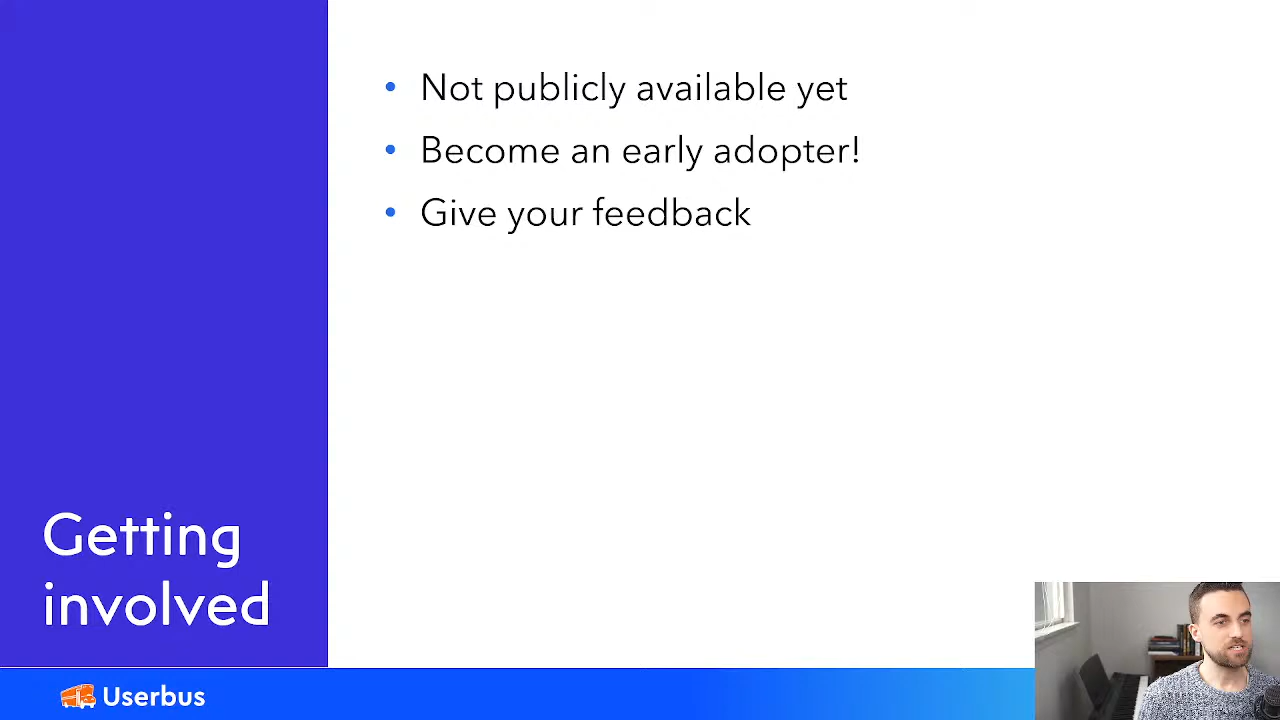 Not publicly available yet
Become an early adopter!
Give your feedback
Getting
involved
Userbus